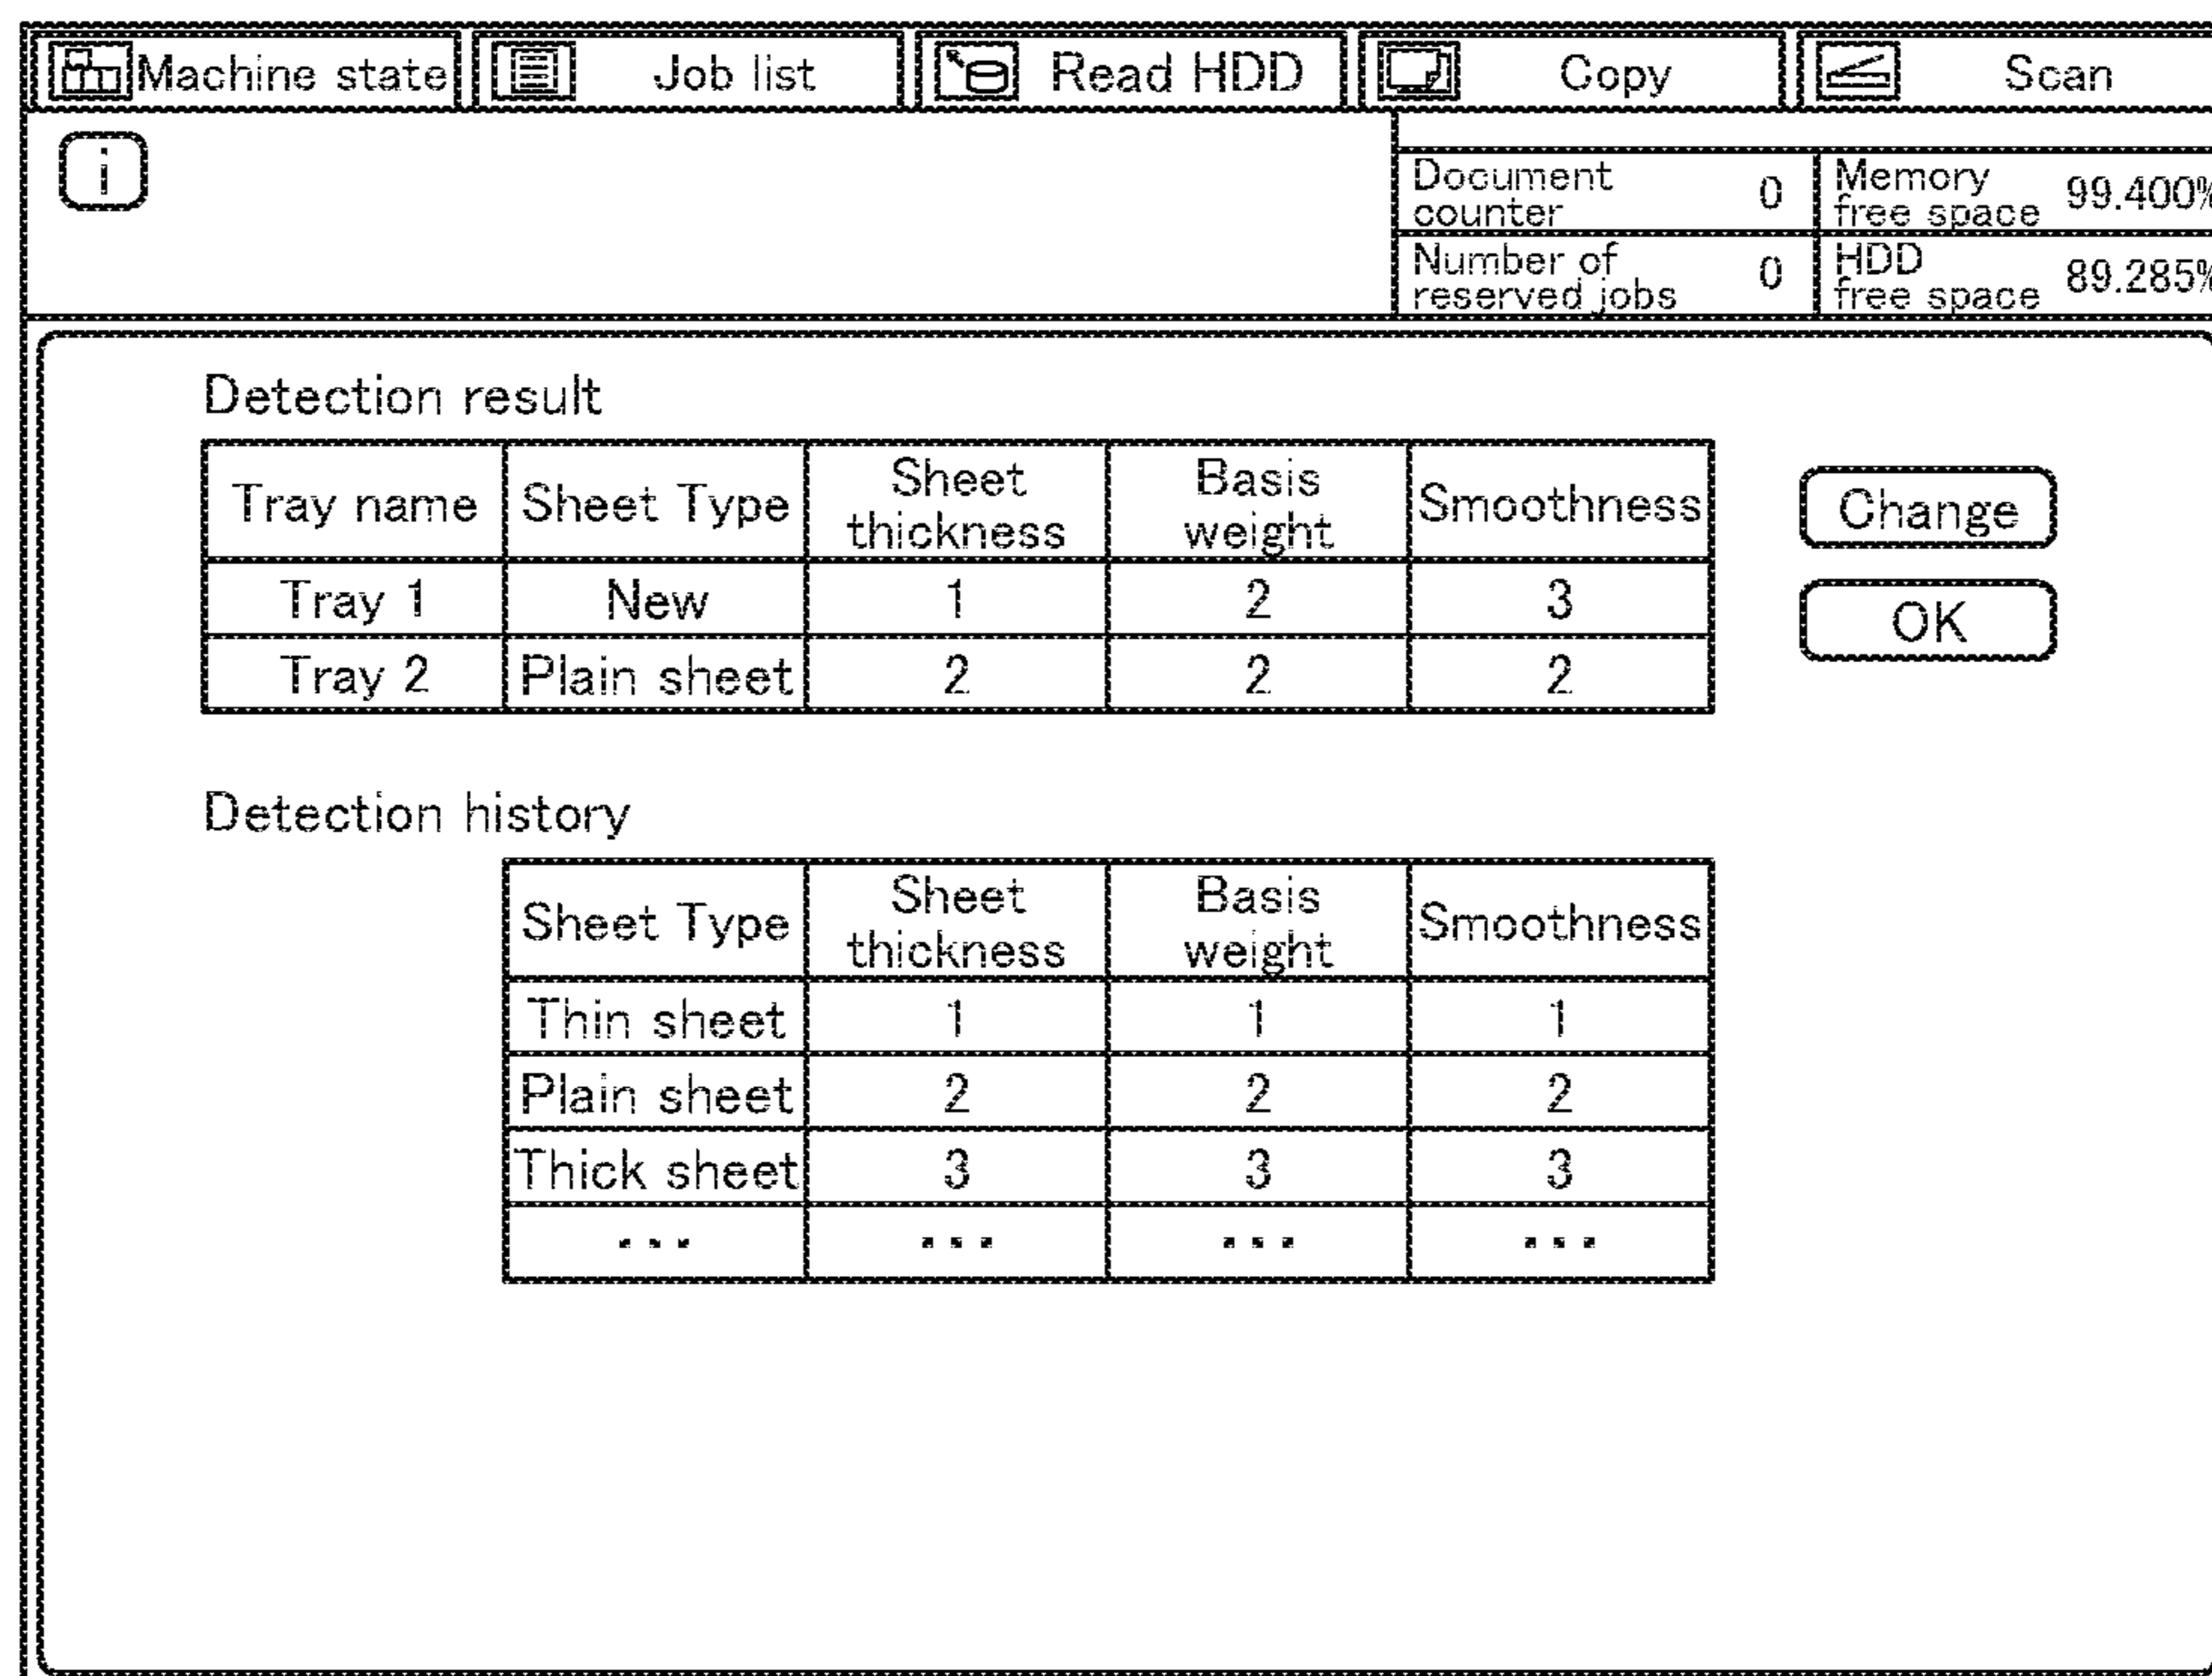 Machine state Job list Read HDD Copy Scan
i
Document counter 0 Memory free space 99.400%
Number of reserved jobs 0 HDD free space 89.285%
Detection result
Tray name Sheet Type Sheet thickness Basis weight Smoothness
Tray 1 New 1 2 3
Tray 2 Plain sheet 2 2 2
Change
OK
Detection history
Sheet Type Sheet thickness Basis weight Smoothness
Thin sheet 1 1 1
Plain sheet 2 2 2
Thick sheet 3 3 3
... ... ... ...